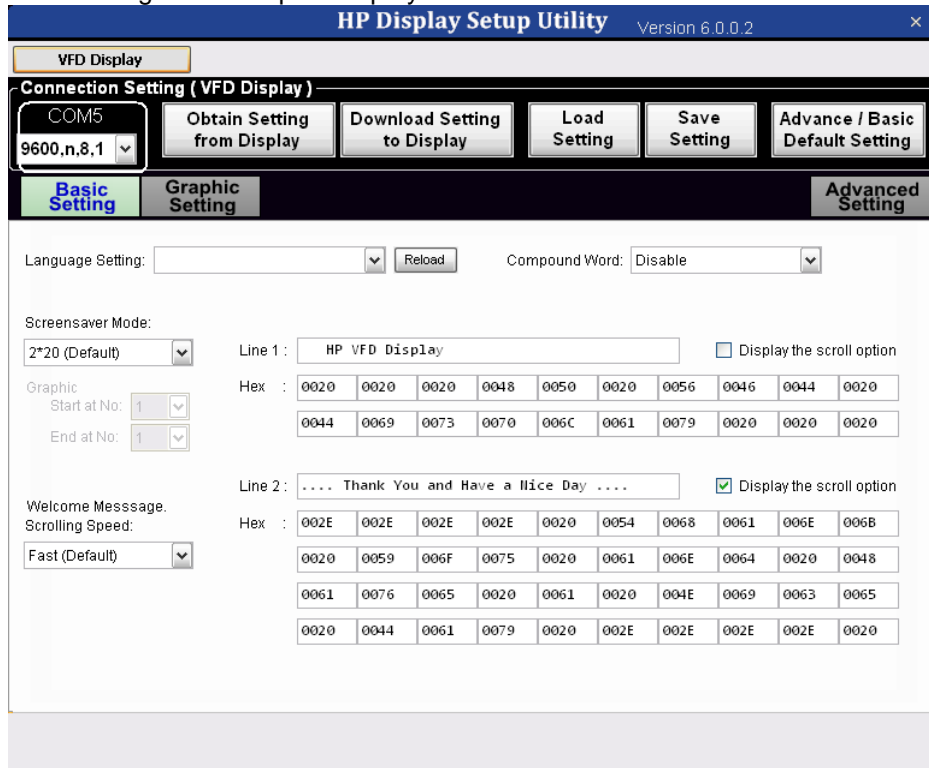 HP Display Setup Utility Version 6.0.0.2 ×
VFD Display
Connection Setting ( VFD Display )
COM5
9600,n,8,1
Obtain Setting
from Display
Download Setting
to Display
Load
Setting
Save
Setting
Advance / Basic
Default Setting
Basic
Setting
Graphic
Setting
Advanced
Setting
Language Setting: Reload Compound Word: Disable
Screensaver Mode:
2*20 (Default)
Line 1 : HP VFD Display Display the scroll option
Graphic
Start at No: 1
End at No: 1
Hex : 0020 0020 0020 0048 0050 0020 0056 0046 0044 0020
0044 0069 0073 0070 006C 0061 0079 0020 0020 0020
Line 2 : .... Thank You and Have a Nice Day .... Display the scroll option
Welcome Messsage.
Scrolling Speed:
Fast (Default)
Hex : 002E 002E 002E 002E 0020 0054 0068 0061 006E 006B
0020 0059 006F 0075 0020 0061 006E 0064 0020 0048
0061 0076 0065 0020 0061 0020 004E 0069 0063 0065
0020 0044 0061 0079 0020 002E 002E 002E 002E 0020